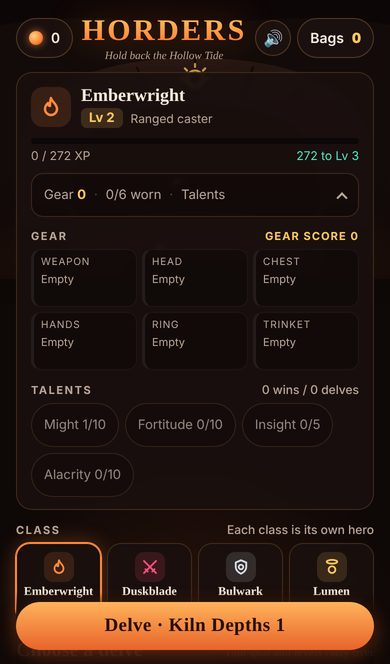 0
HORDERS
Hold back the Hollow Tide
Bags 0
Emberwright
Lv 2 Ranged caster
0 / 272 XP
272 to Lv 3
Gear 0 · 0/6 worn · Talents
GEAR
GEAR SCORE 0
WEAPON
Empty
HEAD
Empty
CHEST
Empty
HANDS
Empty
RING
Empty
TRINKET
Empty
TALENTS
0 wins / 0 delves
Might 1/10
Fortitude 0/10
Insight 0/5
Alacrity 0/10
CLASS
Each class is its own hero
Emberwright
Duskblade
Bulwark
Lumen
Delve · Kiln Depths 1
Choose a delve